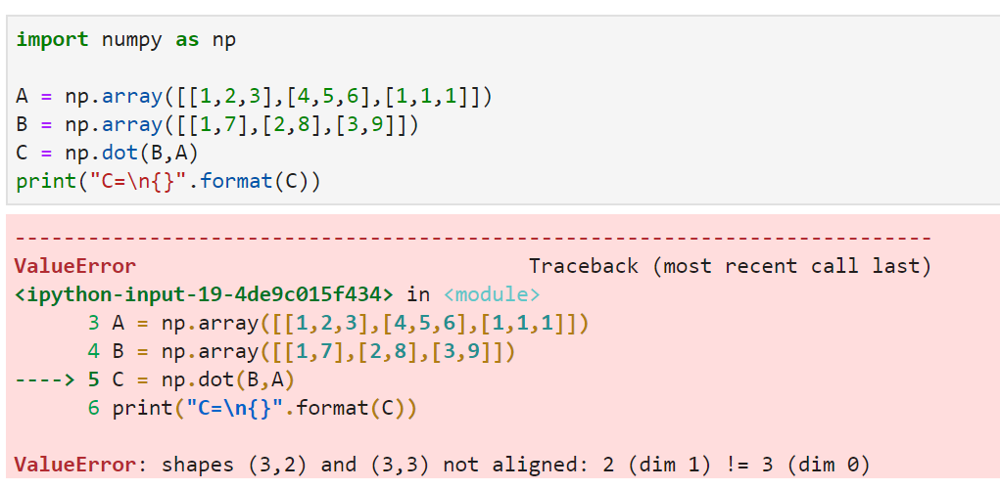 import numpy as np
A = np.array([[1,2,3],[4,5,6],[1,1,1]])
B = np.array([[1,7],[2,8],[3,9]])
C = np.dot(B,A)
print("C=\n{}".format(C))
---------------------------------------------------------------------------
ValueError                                Traceback (most recent call last)
<ipython-input-19-4de9c015f434> in <module>
      3 A = np.array([[1,2,3],[4,5,6],[1,1,1]])
      4 B = np.array([[1,7],[2,8],[3,9]])
----> 5 C = np.dot(B,A)
      6 print("C=\n{}".format(C))
ValueError: shapes (3,2) and (3,3) not aligned: 2 (dim 1) != 3 (dim 0)